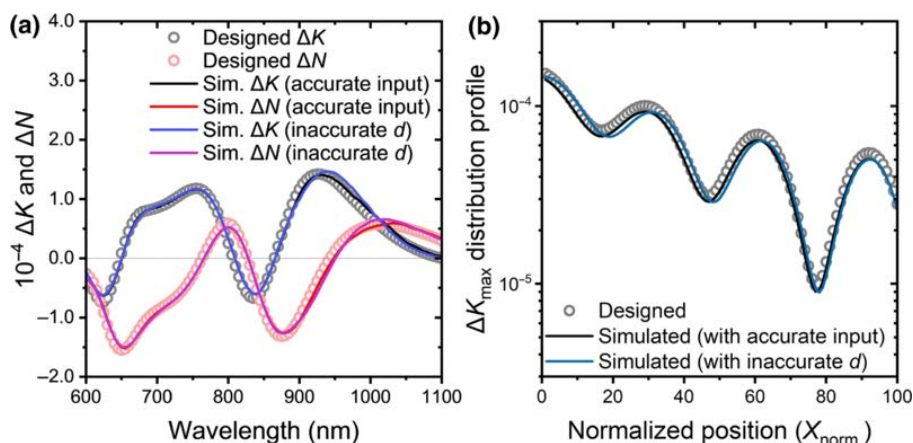 (a)
4.0
3.0
2.0
1.0
0.0
−1.0
−2.0
10⁻⁴ ΔK and ΔN
Designed ΔK
Designed ΔN
Sim. ΔK (accurate input)
Sim. ΔN (accurate input)
Sim. ΔK (inaccurate d)
Sim. ΔN (inaccurate d)
600 700 800 900 1000 1100
Wavelength (nm)
(b)
10⁻⁴
10⁻⁵
ΔKmax distribution profile
Designed
Simulated (with accurate input)
Simulated (with inaccurate d)
0 20 40 60 80 100
Normalized position (Xnorm.)